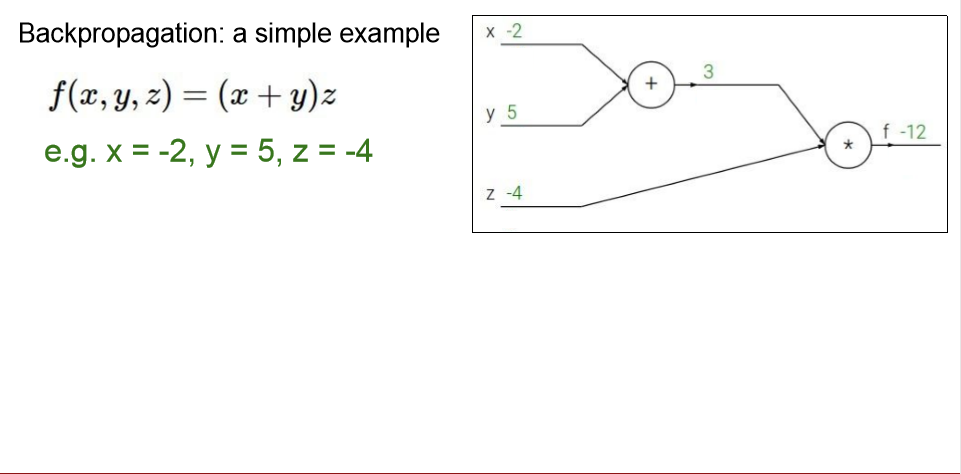 Backpropagation: a simple example
f(x, y, z) = (x + y)z
e.g. x = -2, y = 5, z = -4
x -2
y 5
z -4
+
3
*
f -12